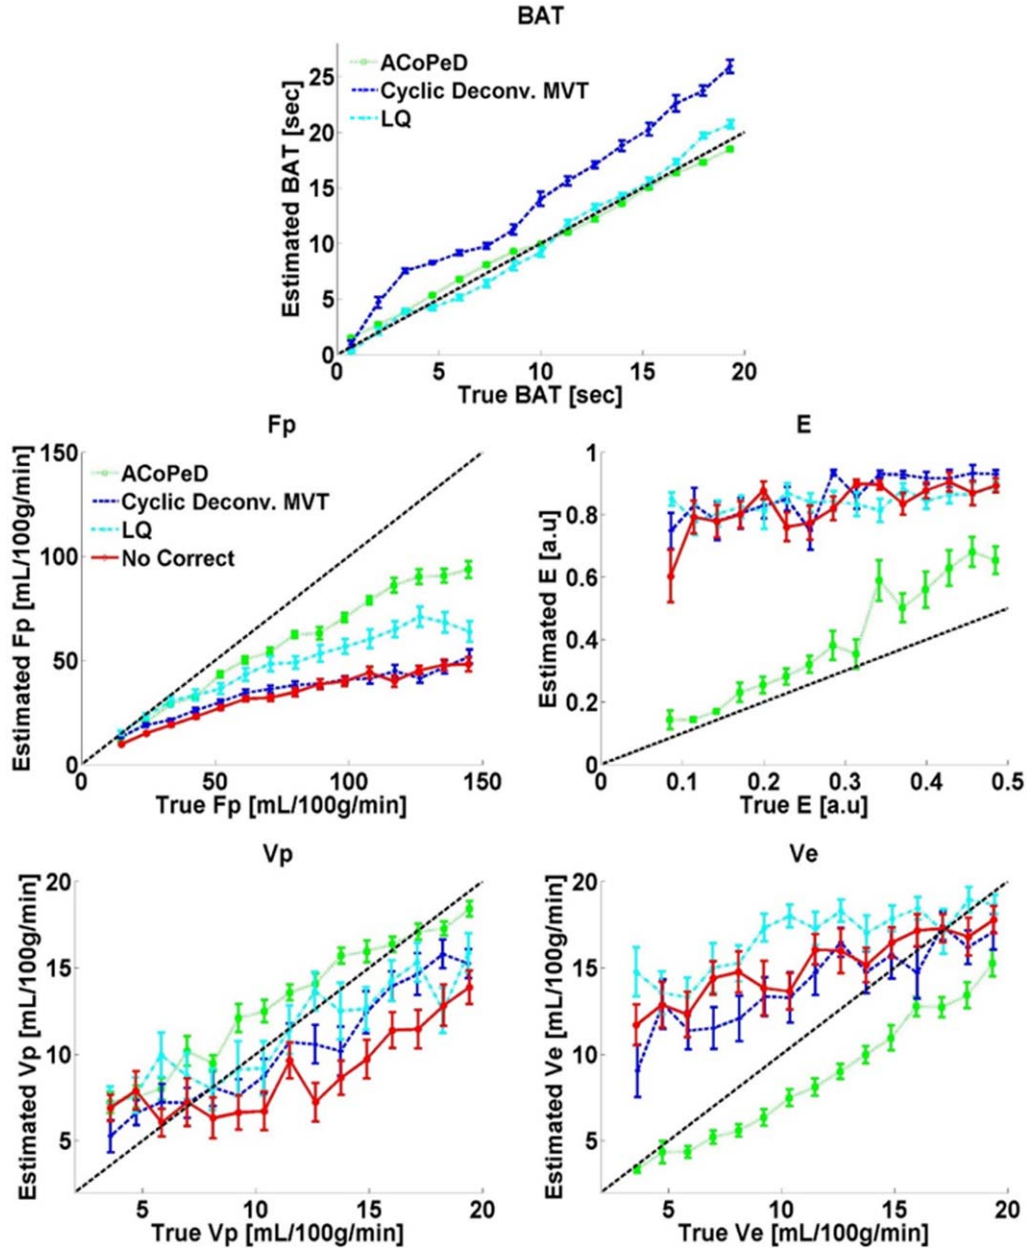 BAT
ACoPeD
Cyclic Deconv. MVT
LQ
Estimated BAT [sec]
25
20
15
10
5
0
0 5 10 15 20
True BAT [sec]
Fp
ACoPeD
Cyclic Deconv. MVT
LQ
No Correct
Estimated Fp [mL/100g/min]
150
100
50
0
0 50 100 150
True Fp [mL/100g/min]
E
Estimated E [a.u]
1
0.8
0.6
0.4
0.2
0
0 0.1 0.2 0.3 0.4 0.5
True E [a.u]
Vp
Estimated Vp [mL/100g/min]
20
15
10
5
5 10 15 20
True Vp [mL/100g/min]
Ve
Estimated Ve [mL/100g/min]
20
15
10
5
5 10 15 20
True Ve [mL/100g/min]